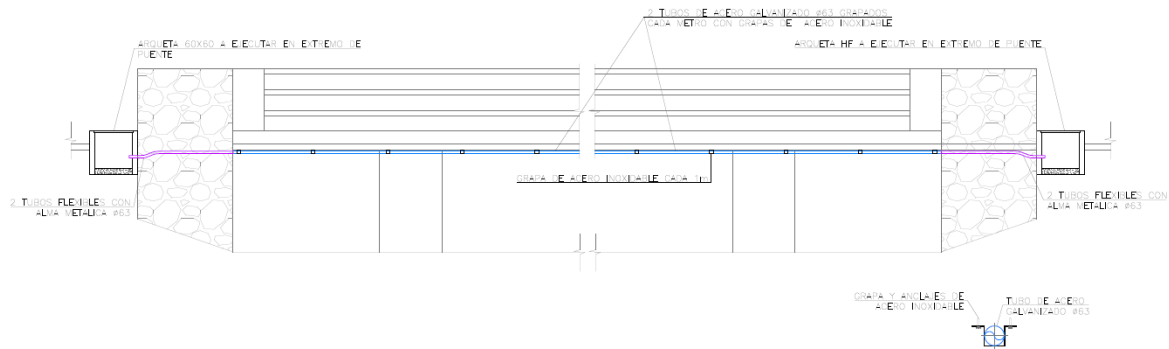 2 TUBOS DE ACERO GALVANIZADO ø63 GRAPADOS
CADA METRO CON GRAPAS DE ACERO INOXIDABLE
ARQUETA 60X60 A EJECUTAR EN EXTREMO DE
PUENTE
ARQUETA HF A EJECUTAR EN EXTREMO DE PUENTE
GRAPA DE ACERO INOXIDABLE CADA 1m
2 TUBOS FLEXIBLES CON
ALMA METALICA ø63
2 TUBOS FLEXIBLES CON
ALMA METALICA ø63
GRAPA Y ANCLAJES DE
ACERO INOXIDABLE
TUBO DE ACERO
GALVANIZADO ø63